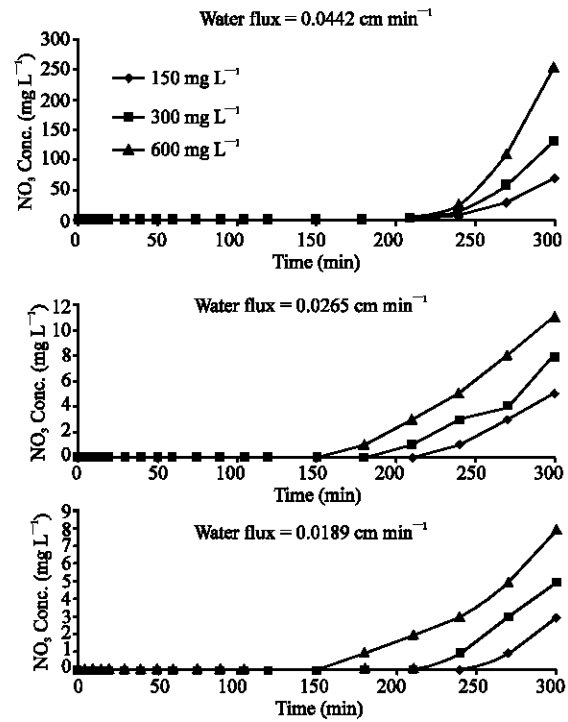 Water flux = 0.0442 cm min⁻¹
NO₃ Conc. (mg L⁻¹)
300
250
200
150
100
50
0
150 mg L⁻¹
300 mg L⁻¹
600 mg L⁻¹
0 50 100 150 200 250 300
Time (min)
Water flux = 0.0265 cm min⁻¹
NO₃ Conc. (mg L⁻¹)
12
10
8
6
4
2
0
0 50 100 150 200 250 300
Time (min)
Water flux = 0.0189 cm min⁻¹
NO₃ Conc. (mg L⁻¹)
9
8
7
6
5
4
3
2
1
0
0 50 100 150 200 250 300
Time (min)